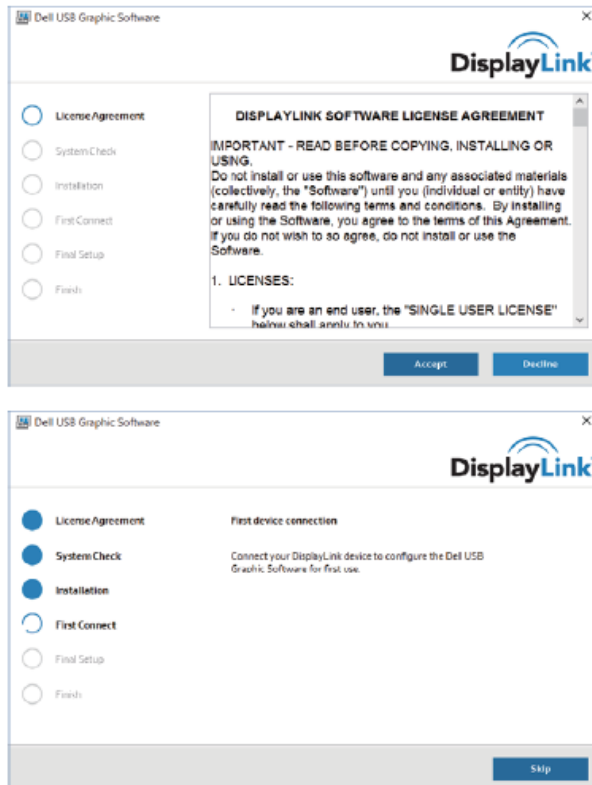 Dell USB Graphic Software
DisplayLink
License Agreement
System Check
Installation
First Connect
Final Setup
Finish
DISPLAYLINK SOFTWARE LICENSE AGREEMENT
IMPORTANT - READ BEFORE COPYING, INSTALLING OR
USING.
Do not install or use this software and any associated materials
(collectively, the "Software") until you (individual or entity) have
carefully read the following terms and conditions. By installing
or using the Software, you agree to the terms of this Agreement.
If you do not wish to so agree, do not install or use the
Software.
1. LICENSES:
· If you are an end user, the "SINGLE USER LICENSE"
below shall apply to you
Accept
Decline
Dell USB Graphic Software
DisplayLink
License Agreement
System Check
Installation
First Connect
Final Setup
Finish
First device connection
Connect your DisplayLink device to configure the Dell USB
Graphic Software for first use.
Skip